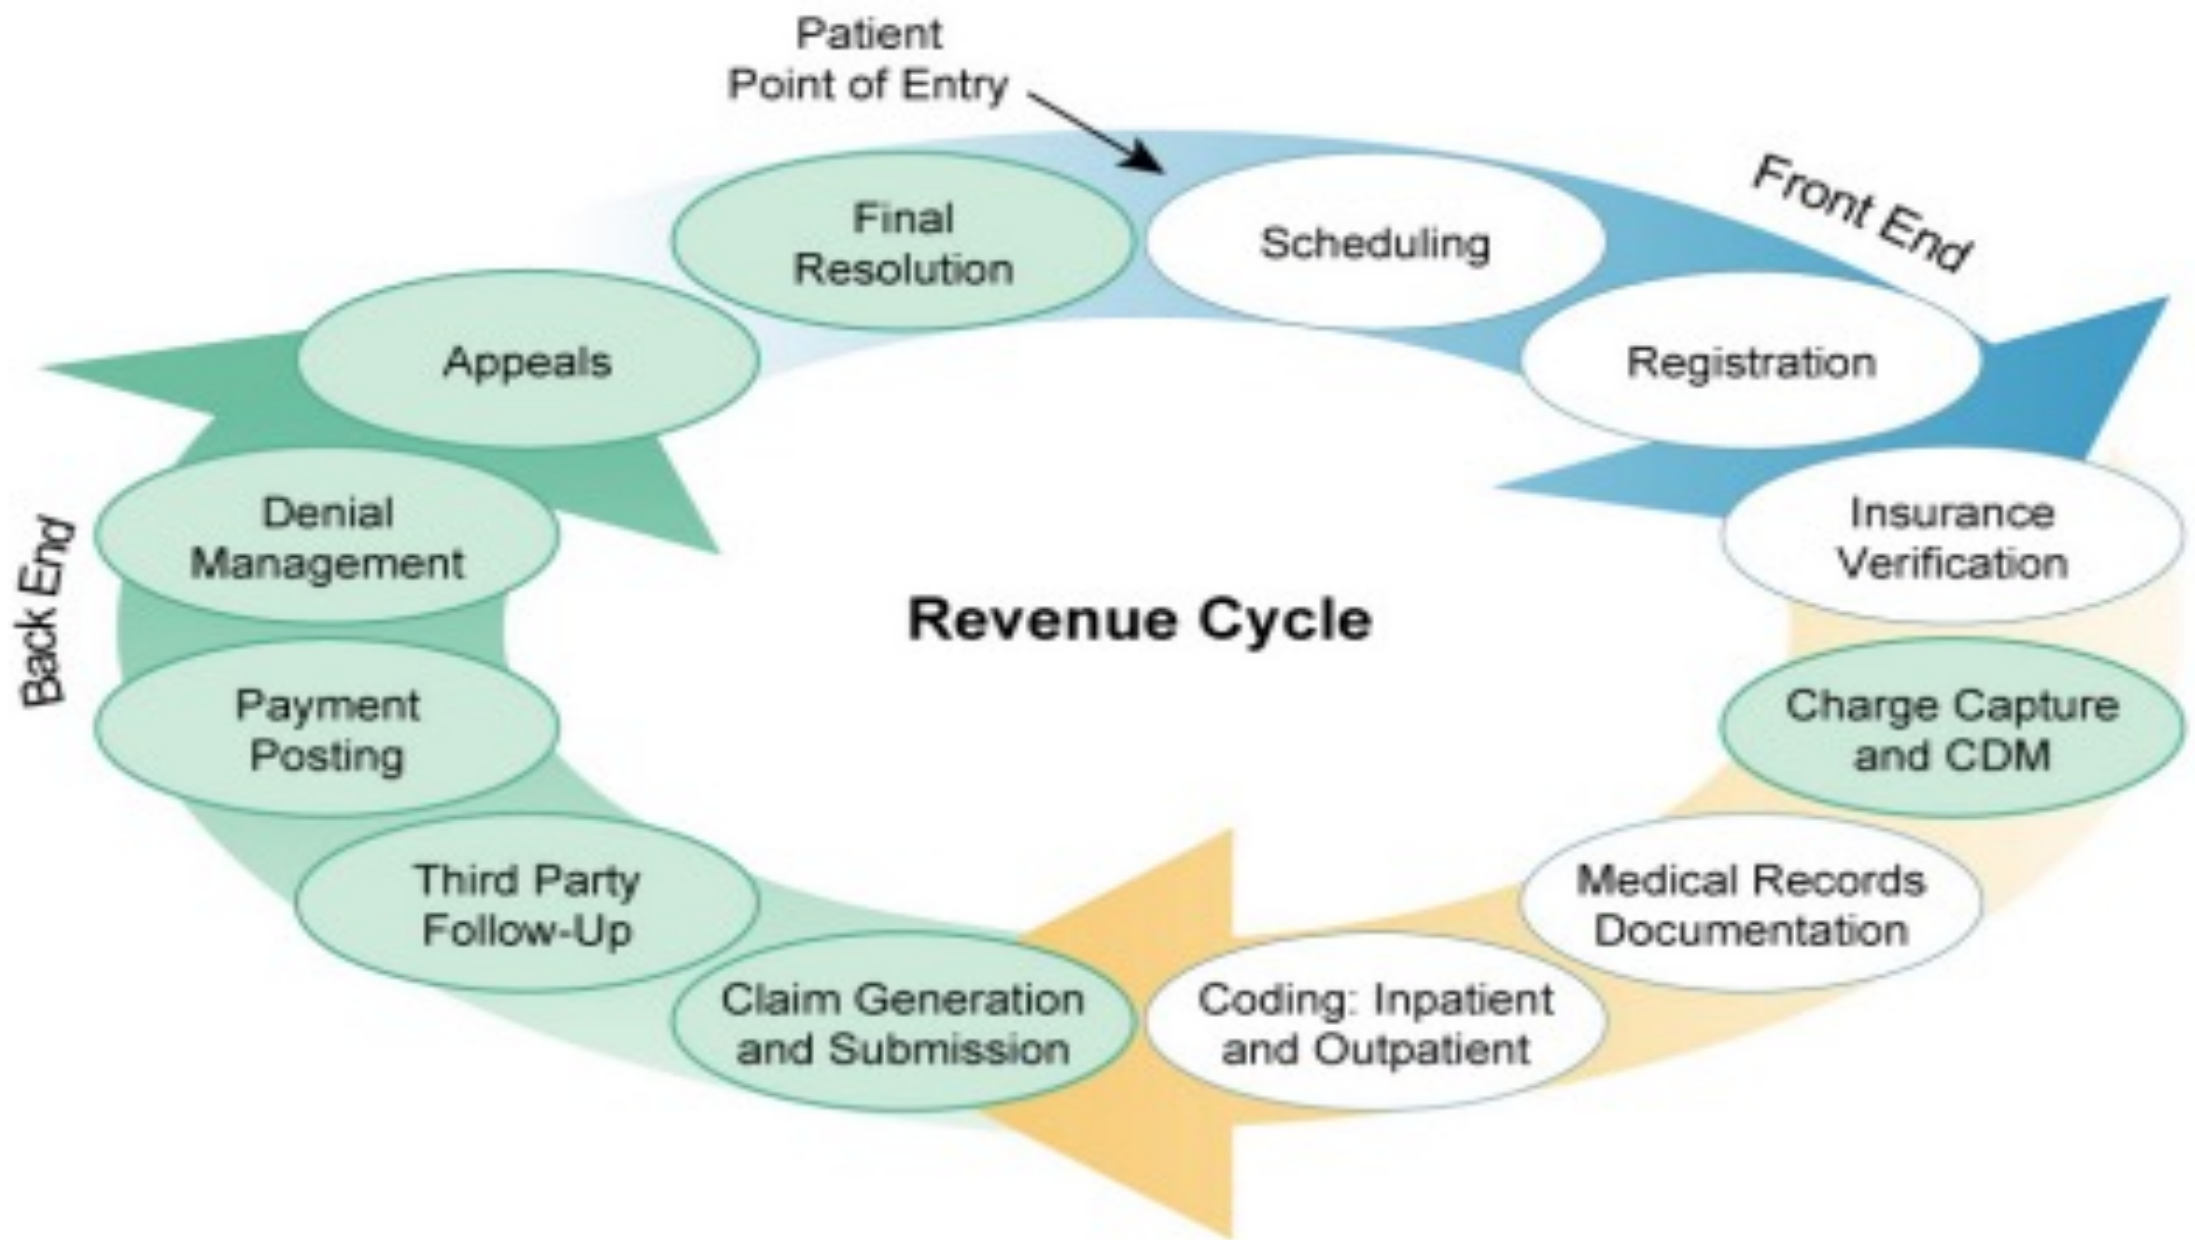 Patient
Point of Entry
Final
Resolution
Scheduling
Front End
Appeals
Registration
Denial
Management
Insurance
Verification
Back End
Revenue Cycle
Payment
Posting
Charge Capture
and CDM
Third Party
Follow-Up
Medical Records
Documentation
Claim Generation
and Submission
Coding: Inpatient
and Outpatient